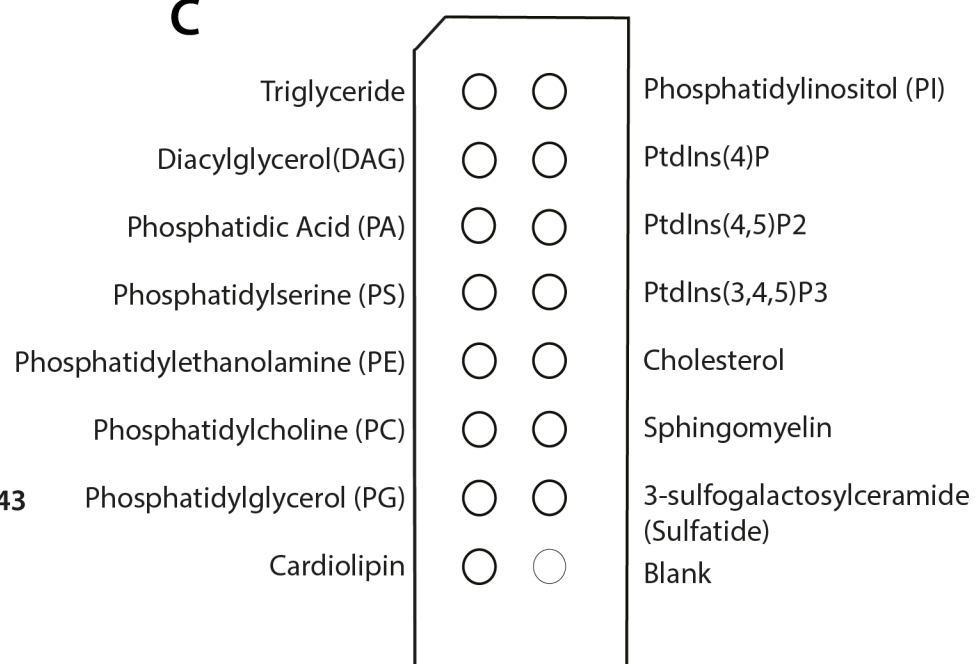 C
Triglyceride
Phosphatidylinositol (PI)
Diacylglycerol(DAG)
PtdIns(4)P
Phosphatidic Acid (PA)
PtdIns(4,5)P2
Phosphatidylserine (PS)
PtdIns(3,4,5)P3
Phosphatidylethanolamine (PE)
Cholesterol
Phosphatidylcholine (PC)
Sphingomyelin
43
Phosphatidylglycerol (PG)
3-sulfogalactosylceramide
(Sulfatide)
Cardiolipin
Blank